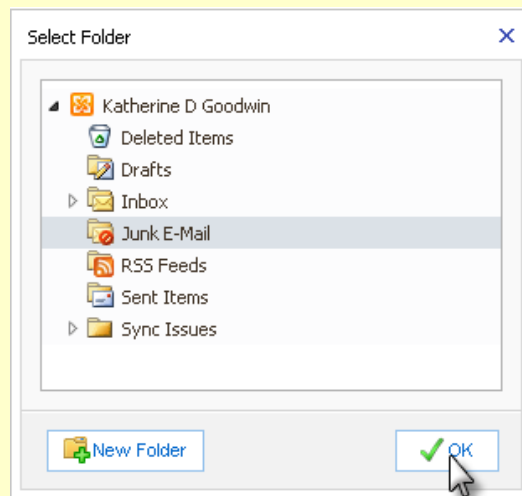 Select Folder
Katherine D Goodwin
Deleted Items
Drafts
Inbox
Junk E-Mail
RSS Feeds
Sent Items
Sync Issues
New Folder
OK